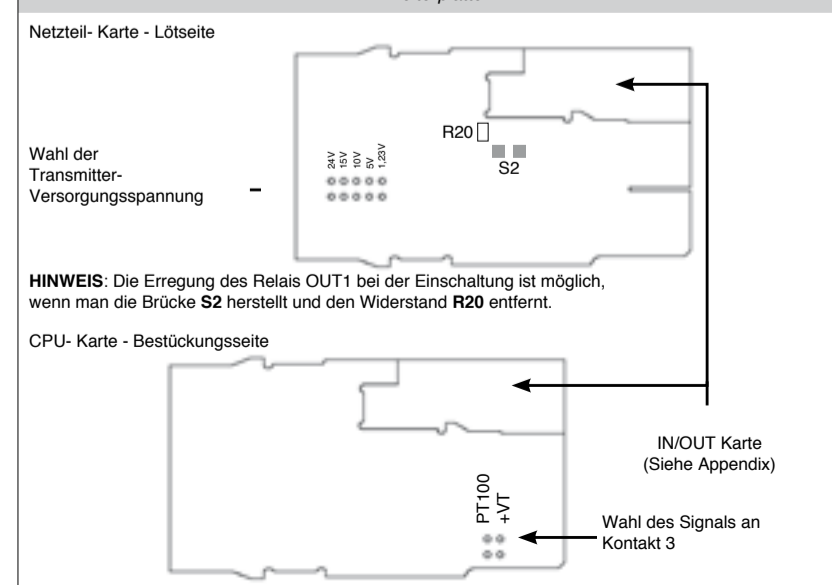 Netzteil- Karte - Lötseite
R20
S2
Wahl der
Transmitter-
Versorgungsspannung
24V
15V
10V
5V
1,23V
HINWEIS: Die Erregung des Relais OUT1 bei der Einschaltung ist möglich,
wenn man die Brücke S2 herstellt und den Widerstand R20 entfernt.
CPU- Karte - Bestückungsseite
IN/OUT Karte
(Siehe Appendix)
PT100
+VT
Wahl des Signals an
Kontakt 3